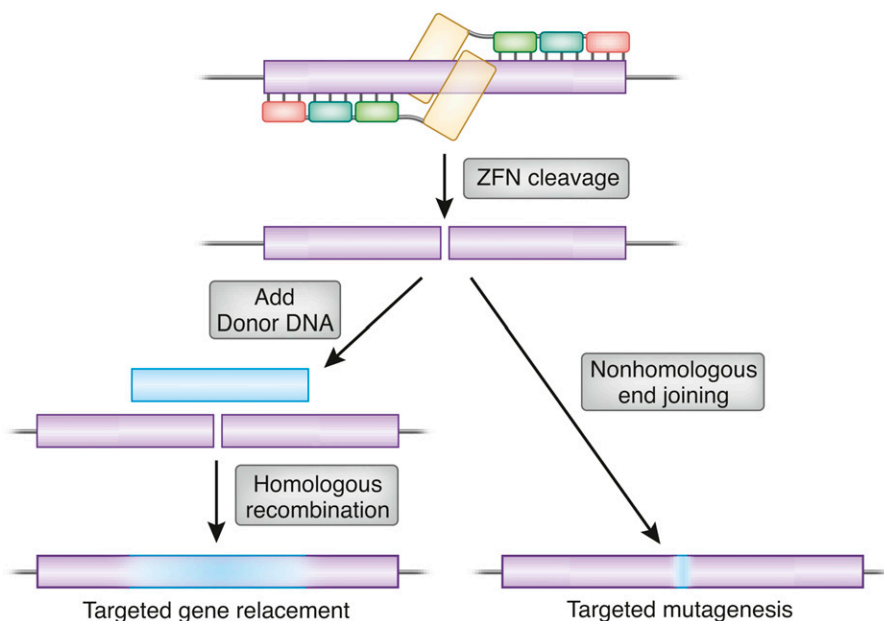 ZFN cleavage
Add
Donor DNA
Nonhomologous
end joining
Homologous
recombination
Targeted gene relacement
Targeted mutagenesis